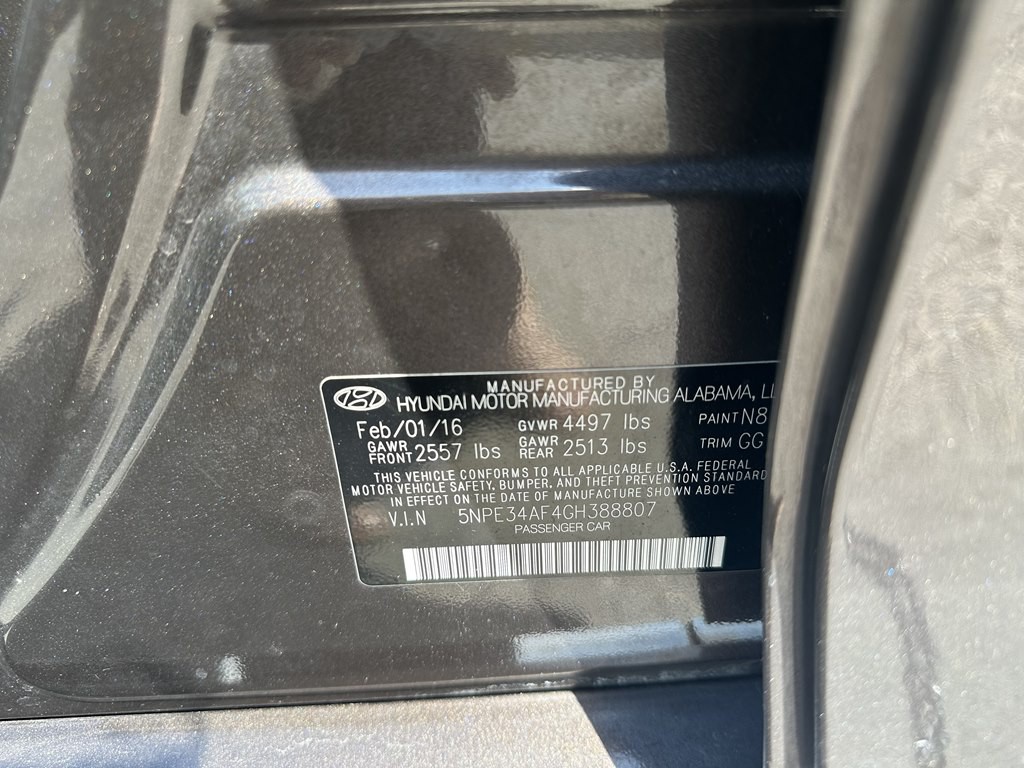 MANUFACTURED BY
HYUNDAI MOTOR MANUFACTURING ALABAMA,
Feb/01/16 GVWR 4497 lbs PAINT N8
GAWR FRONT 2557 lbs GAWR REAR 2513 lbs TRIM GG
THIS VEHICLE CONFORMS TO ALL APPLICABLE U.S.A. FEDERAL
MOTOR VEHICLE SAFETY, BUMPER, AND THEFT PREVENTION STANDARD
IN EFFECT ON THE DATE OF MANUFACTURE SHOWN ABOVE
V.I.N 5NPE34AF4GH388807
PASSENGER CAR